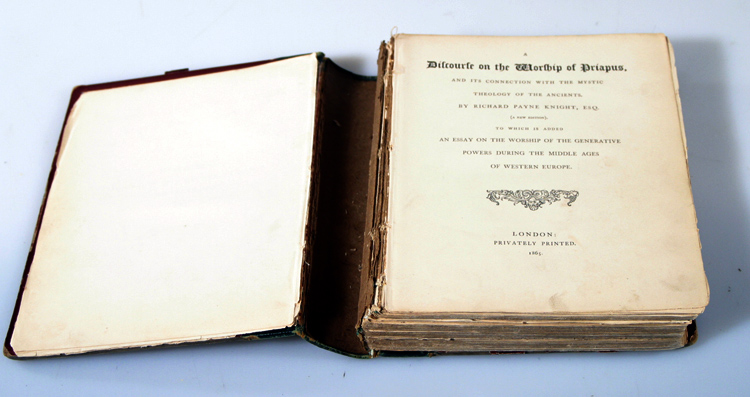 A
Discourse on the Worship of Priapus,
AND ITS CONNECTION WITH THE MYSTIC
THEOLOGY OF THE ANCIENTS.
BY RICHARD PAYNE KNIGHT, ESQ.
(A NEW EDITION).
TO WHICH IS ADDED
AN ESSAY ON THE WORSHIP OF THE GENERATIVE
POWERS DURING THE MIDDLE AGES
OF WESTERN EUROPE.
LONDON:
PRIVATELY PRINTED.
1865.